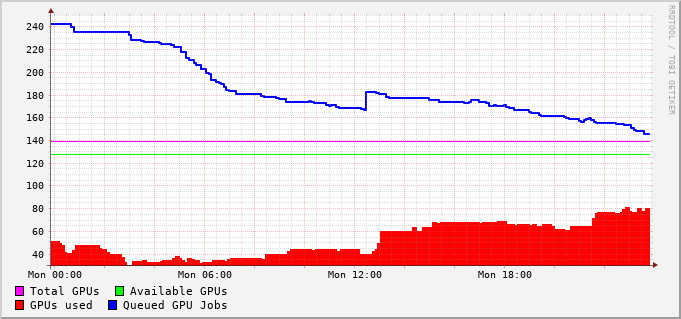 240
220
200
180
160
140
120
100
80
60
40
Mon 00:00 Mon 06:00 Mon 12:00 Mon 18:00
Total GPUs Available GPUs
GPUs used Queued GPU Jobs
RRDTOOL / TOBI OETIKER